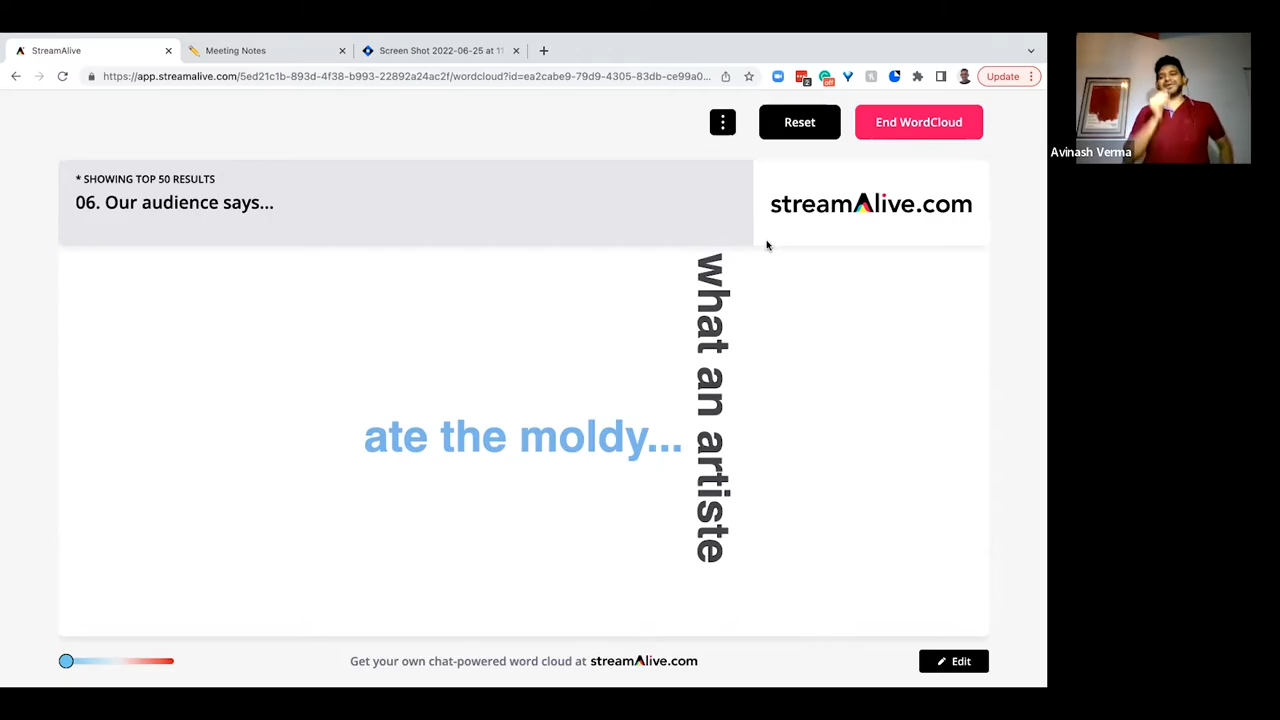 StreamAlive
Meeting Notes
Screen Shot 2022-06-25 at 11
https://app.streamalive.com/5ed21c1b-893d-4f38-b993-22892a24ac2f/wordcloud?id=ea2cabe9-79d9-4305-83db-ce99a0...
2
off
Update
Reset
End WordCloud
Avinash Verma
* SHOWING TOP 50 RESULTS
06. Our audience says...
streamAlive.com
what an artiste
ate the moldy...
Get your own chat-powered word cloud at streamAlive.com
Edit